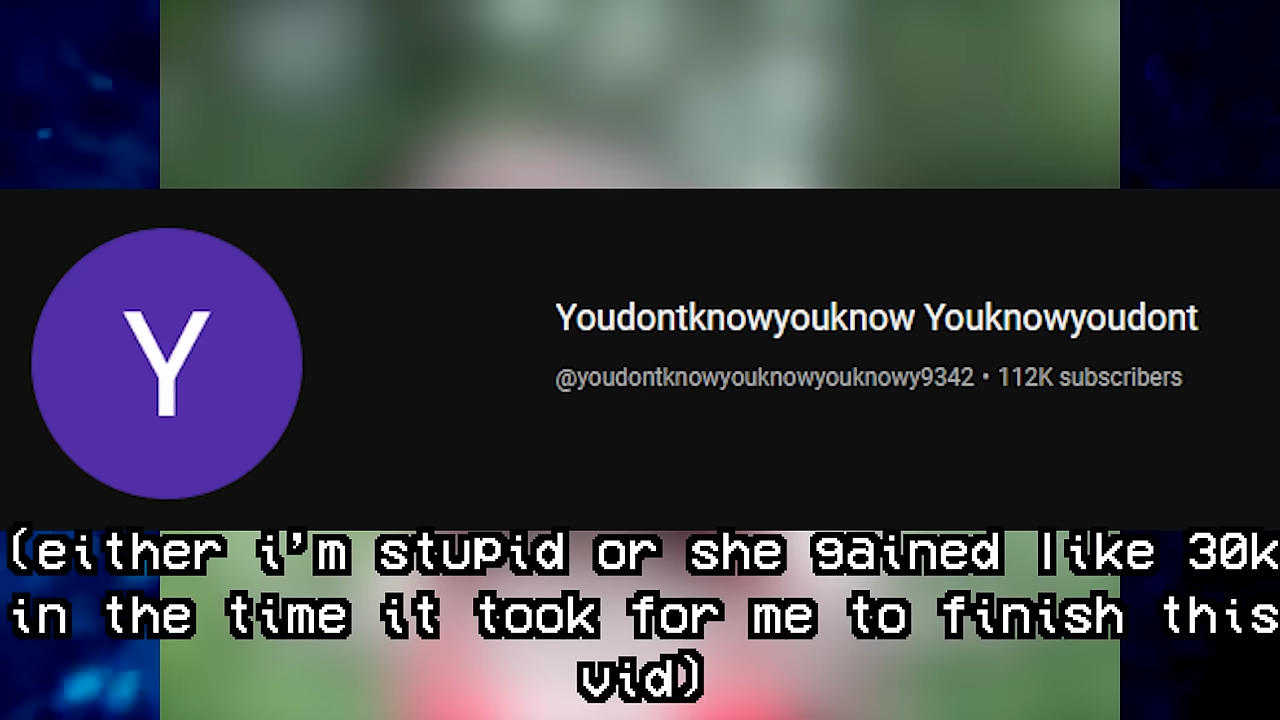 Y
Youdontknowyouknow Youknowyoudont
@youdontknowyouknowyouknowy9342 • 112K subscribers
(either i'm stupid or she gained like 30k
in the time it took for me to finish this
vid)